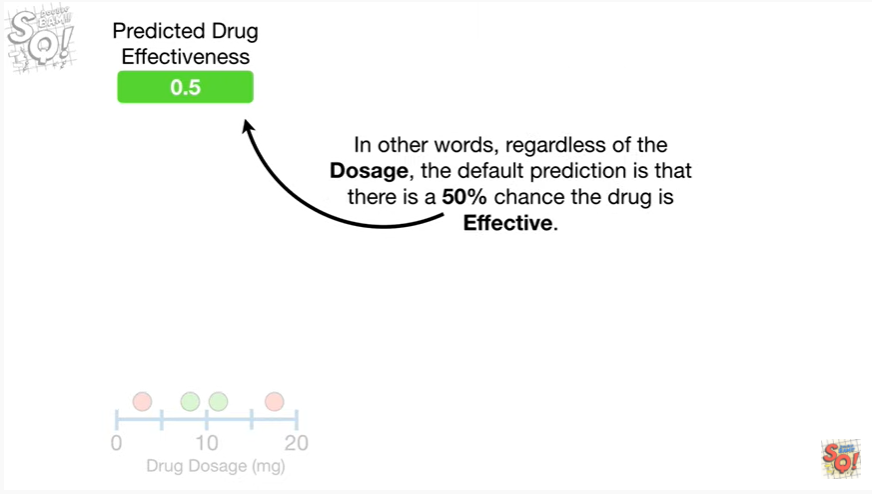 Predicted Drug
Effectiveness
0.5
In other words, regardless of the
Dosage, the default prediction is that
there is a 50% chance the drug is
Effective.
0 10 20
Drug Dosage (mg)
SQ!